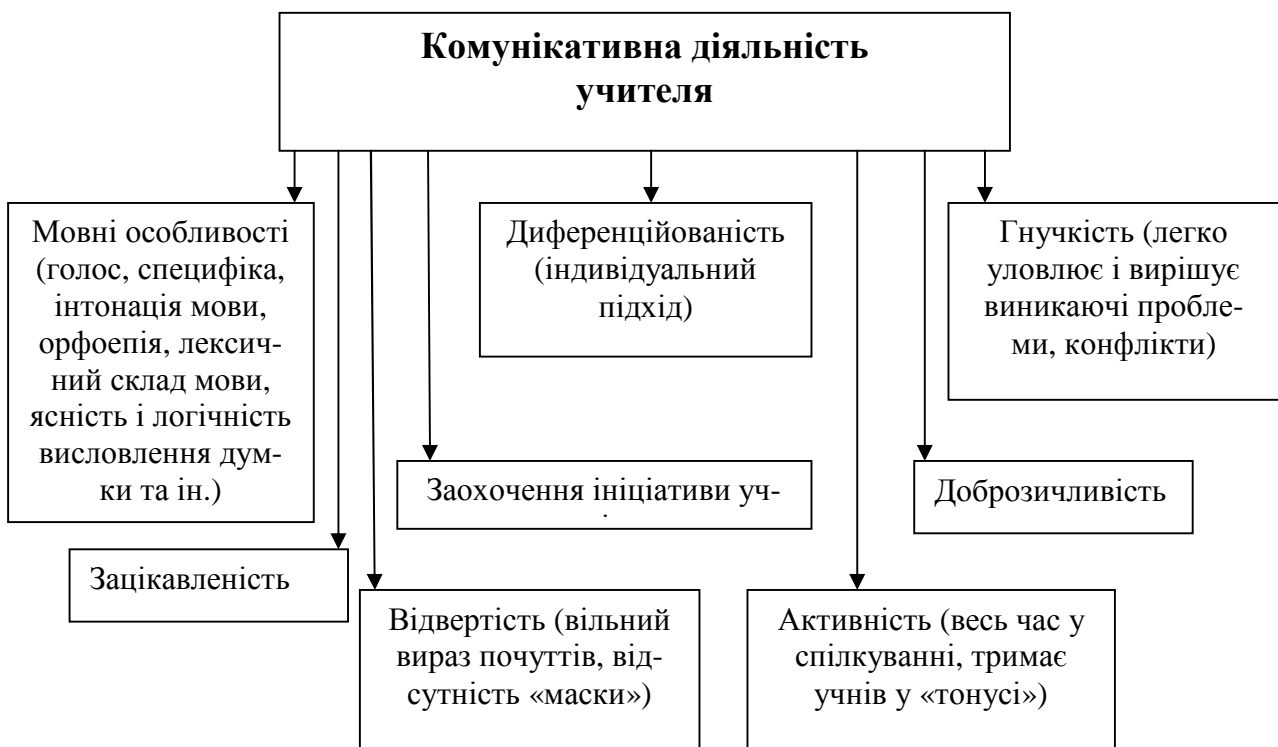 Комунікативна діяльність
учителя
Мовні особливості
(голос, специфіка,
інтонація мови,
орфоепія, лексич-
ний склад мови,
ясність і логічність
висловлення дум-
ки та ін.)
Диференційованість
(індивідуальний
підхід)
Гнучкість (легко
уловлює і вирішує
виникаючі пробле-
ми, конфлікти)
Заохочення ініціативи уч-
Доброзичливість
Зацікавленість
Відвертість (вільний
вираз почуттів, від-
сутність «маски»)
Активність (весь час у
спілкуванні, тримає
учнів у «тонусі»)